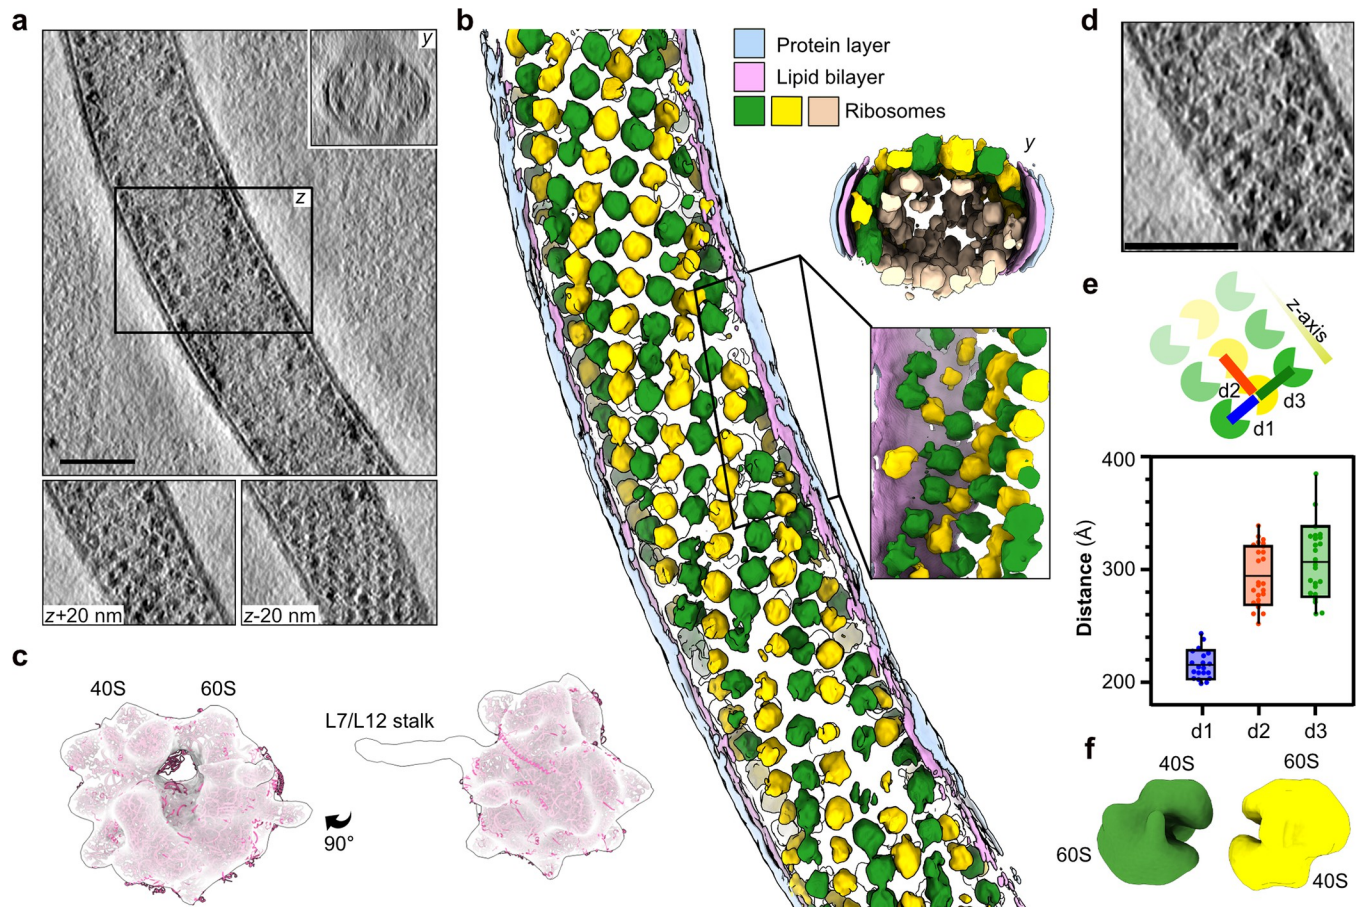 a
y
z
z+20 nm
z-20 nm
b
Protein layer
Lipid bilayer
Ribosomes
y
c
40S
60S
L7/L12 stalk
90°
d
e
z-axis
d2
d3
d1
400
300
200
Distance (Å)
d1
d2
d3
f
40S
60S
60S
40S